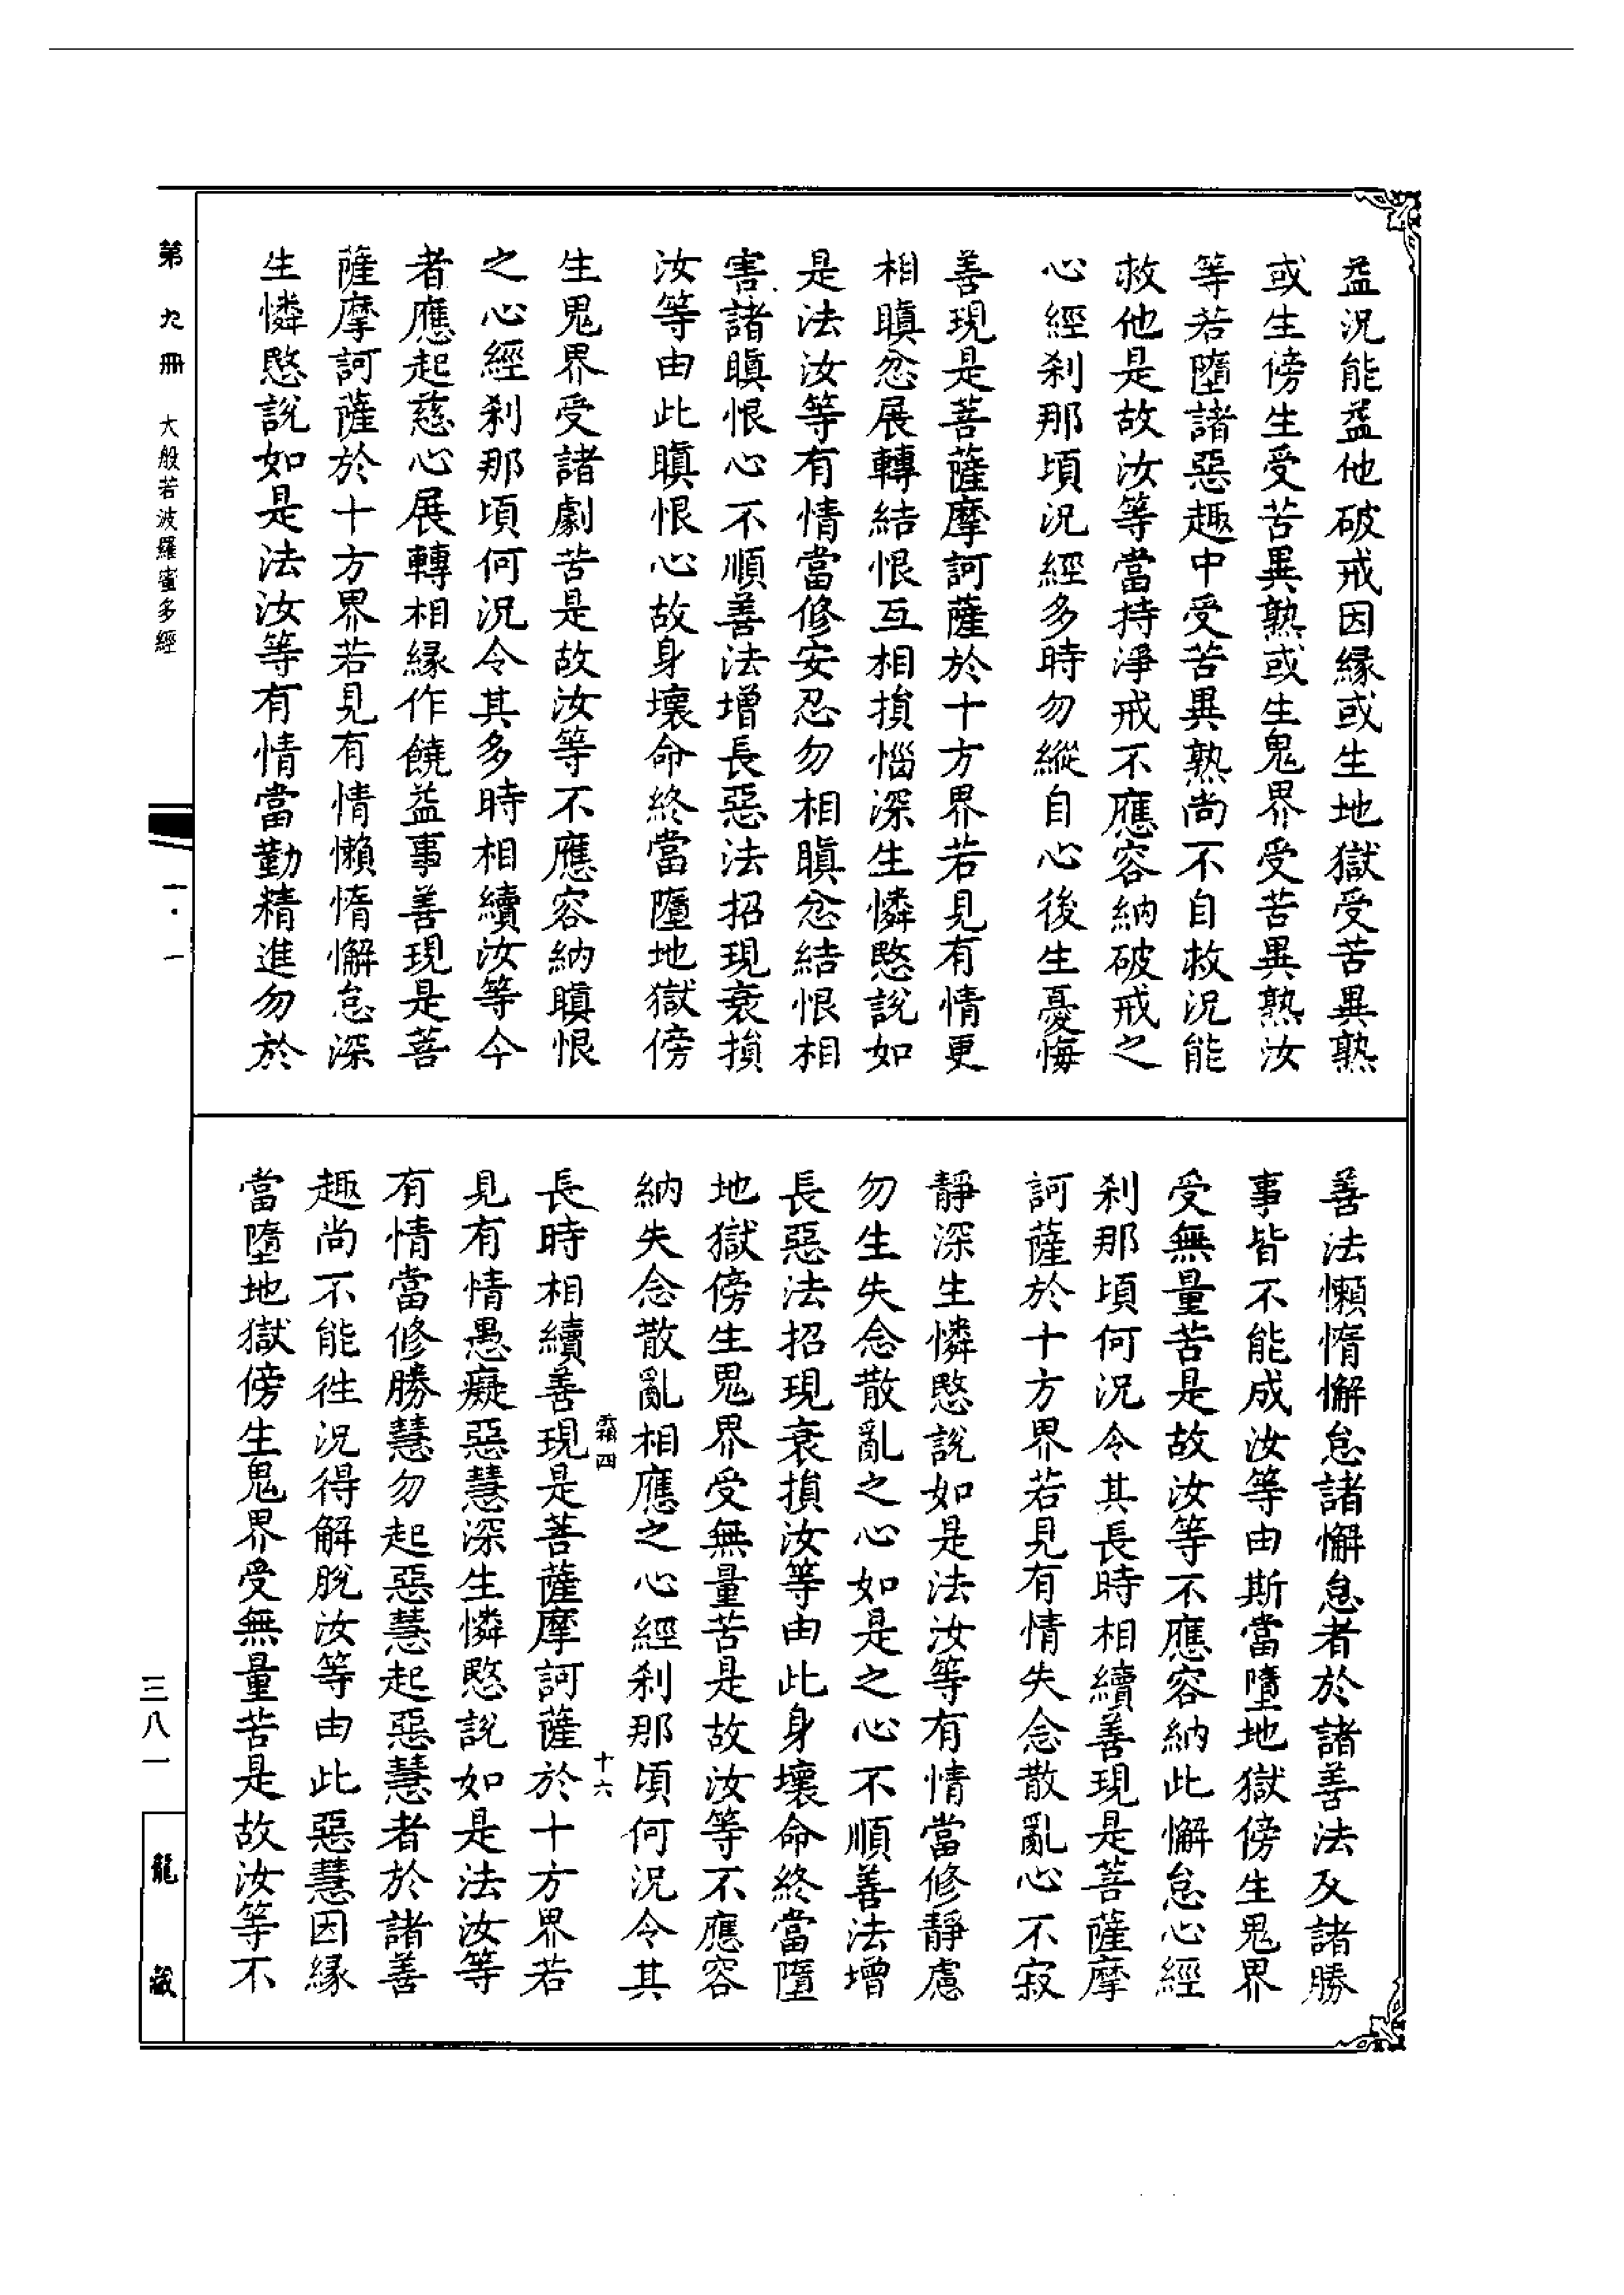 益況能益他破戒因緣或生地獄受苦異熟
或生傍生受苦異熟或生鬼界受苦異熟汝
等若墮諸惡趣中受苦異熟尚不自救況能
救他是故汝等當持淨戒不應容納破戒之
心經刹那頃況經多時勿縱自心後生憂悔
善現是菩薩摩訶薩於十方界若見有情更
相瞋忿展轉結恨互相損惱深生憐愍說如
是法汝等有情當修安忍勿相瞋忿結恨相
害諸瞋恨心不順善法增長惡法招現衰損
汝等由此瞋恨心故身壞命終當墮地獄傍
生鬼界受諸劇苦是故汝等不應容納瞋恨
之心經刹那頃何況令其多時相續汝等今
者應起慈心展轉相緣作饒益事善現是菩
薩摩訶薩於十方界若見有情懶惰懈怠深
生憐愍說如是法汝等有情當勤精進勿於
善法懶惰懈怠諸懈怠者於諸善法及諸勝
事皆不能成汝等由斯當墮地獄傍生鬼界
受無量苦是故汝等不應容納此懈怠心經
刹那頃何況令其長時相續善現是菩薩摩
訶薩於十方界若見有情失念散亂心不寂
靜深生憐愍說如是法汝等有情當修靜慮
勿生失念散亂之心如是之心不順善法增
長惡法招現衰損汝等由此身壞命終當墮
地獄傍生鬼界受無量苦是故汝等不應容
納失念散亂相應之心經刹那頃何況令其
霜四 十六
長時相續善現是菩薩摩訶薩於十方界若
見有情愚癡惡慧深生憐愍說如是法汝等
有情當修勝慧勿起惡慧起惡慧者於諸善
趣尚不能往況得解脫汝等由此惡慧因緣
當墮地獄傍生鬼界受無量苦是故汝等不
第九冊 大般若波羅蜜多經 一·一
三八一
龍藏